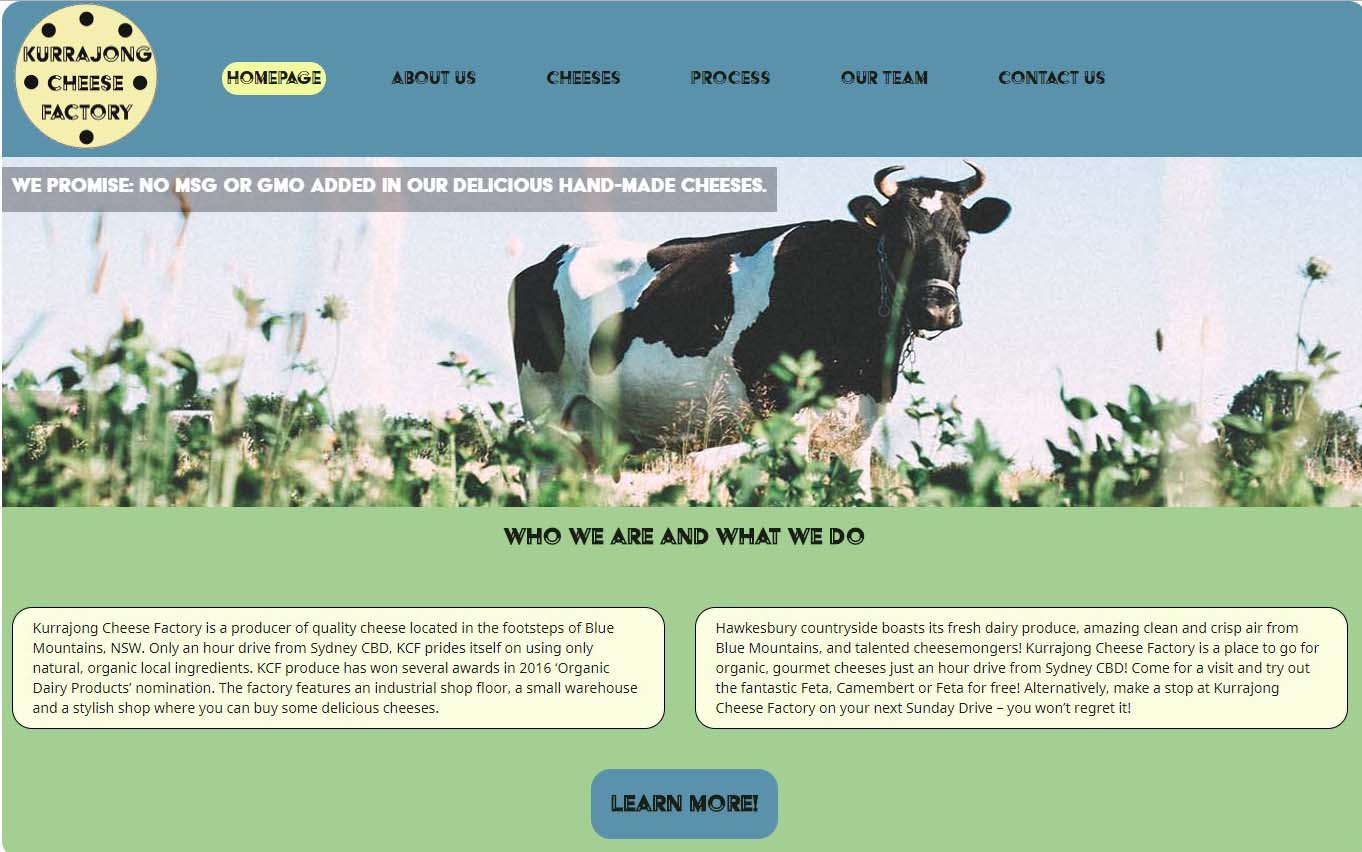 KURRAJONG
CHEESE
FACTORY
HOMEPAGE
ABOUT US
CHEESES
PROCESS
OUR TEAM
CONTACT US
WE PROMISE: NO MSG OR GMO ADDED IN OUR DELICIOUS HAND-MADE CHEESES.
WHO WE ARE AND WHAT WE DO
Kurrajong Cheese Factory is a producer of quality cheese located in the footsteps of Blue
Mountains, NSW. Only an hour drive from Sydney CBD, KCF prides itself on using only
natural, organic local ingredients. KCF produce has won several awards in 2016 ‘Organic
Dairy Products’ nomination. The factory features an industrial shop floor, a small warehouse
and a stylish shop where you can buy some delicious cheeses.
Hawkesbury countryside boasts its fresh dairy produce, amazing clean and crisp air from
Blue Mountains, and talented cheesemongers! Kurrajong Cheese Factory is a place to go for
organic, gourmet cheeses just an hour drive from Sydney CBD! Come for a visit and try out
the fantastic Feta, Camembert or Feta for free! Alternatively, make a stop at Kurrajong
Cheese Factory on your next Sunday Drive – you won’t regret it!
LEARN MORE!